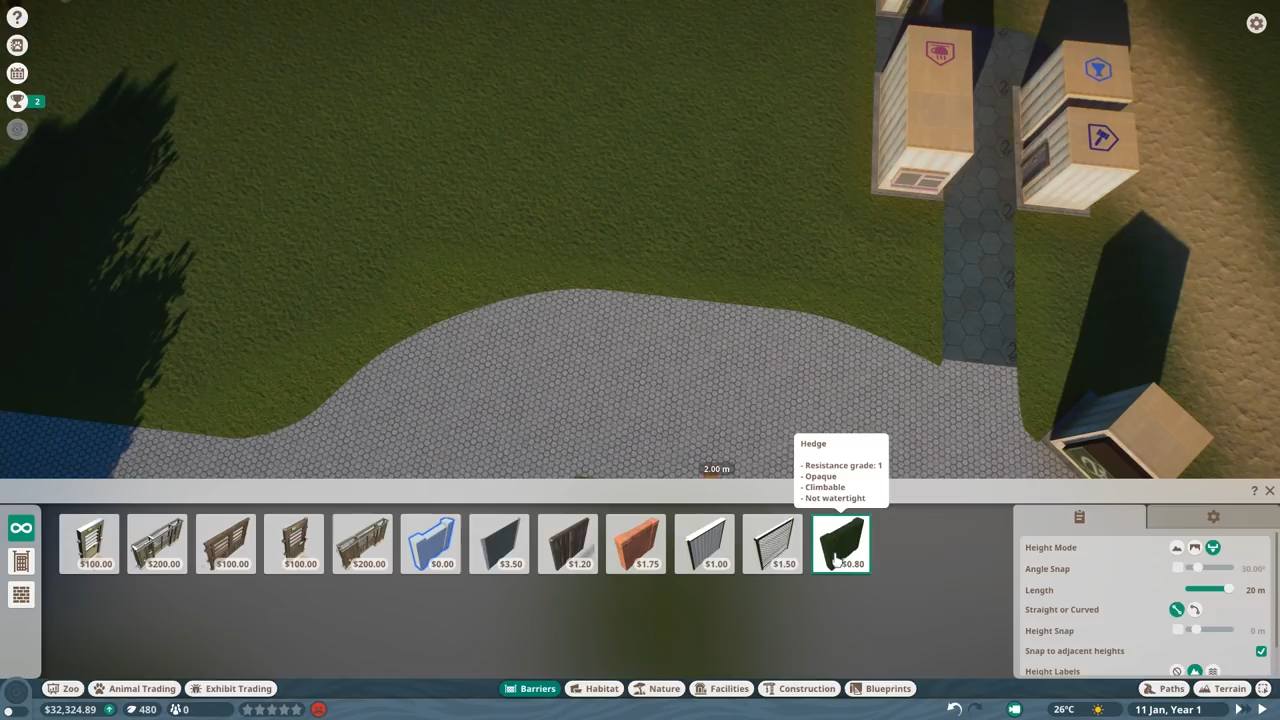 ?
2
2.00 m
Hedge
- Resistance grade: 1
- Opaque
- Climbable
- Not watertight
? ×
$100.00 $200.00 $100.00 $100.00 $200.00 $0.00 $3.50 $1.20 $1.75 $1.00 $1.50 $0.80
Height Mode
Angle Snap 30.00°
Length 20 m
Straight or Curved
Height Snap 0 m
Snap to adjacent heights
Height Labels
Zoo Animal Trading Exhibit Trading Barriers Habitat Nature Facilities Construction Blueprints Paths Terrain
$32,324.89 480 0 26°C 11 Jan, Year 1